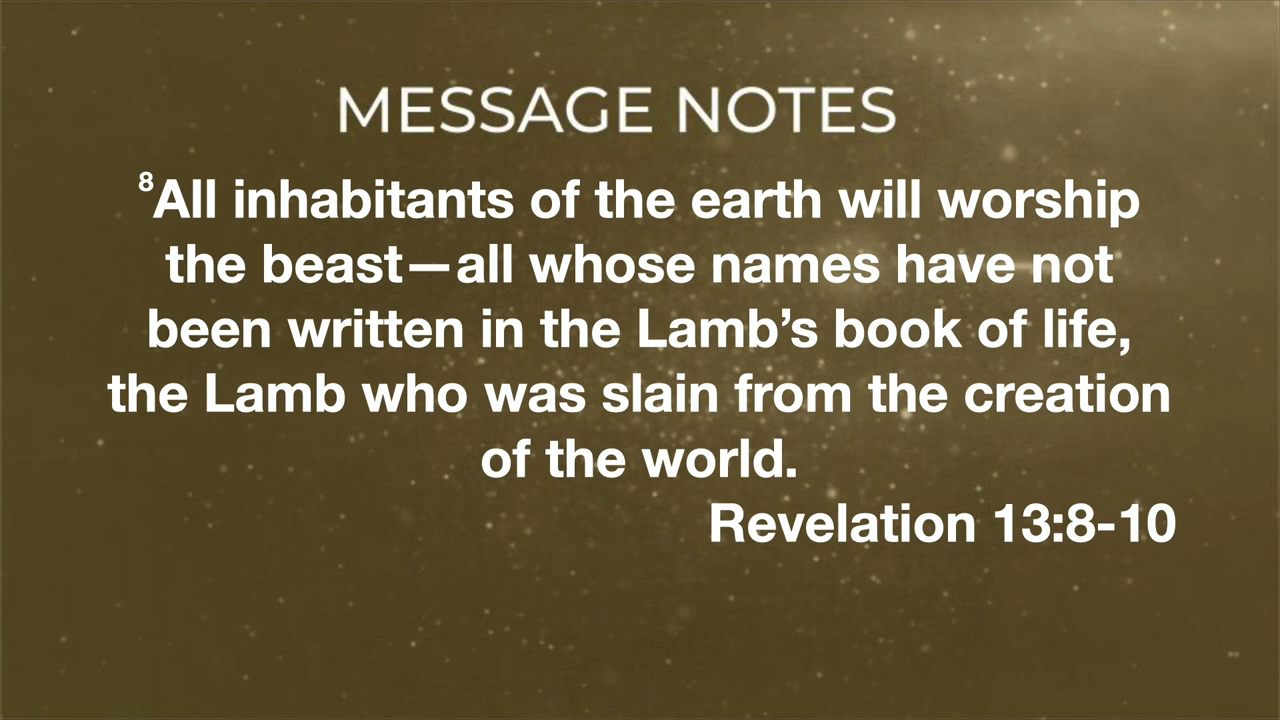 MESSAGE NOTES
⁸All inhabitants of the earth will worship
the beast—all whose names have not
been written in the Lamb’s book of life,
the Lamb who was slain from the creation
of the world.
Revelation 13:8-10